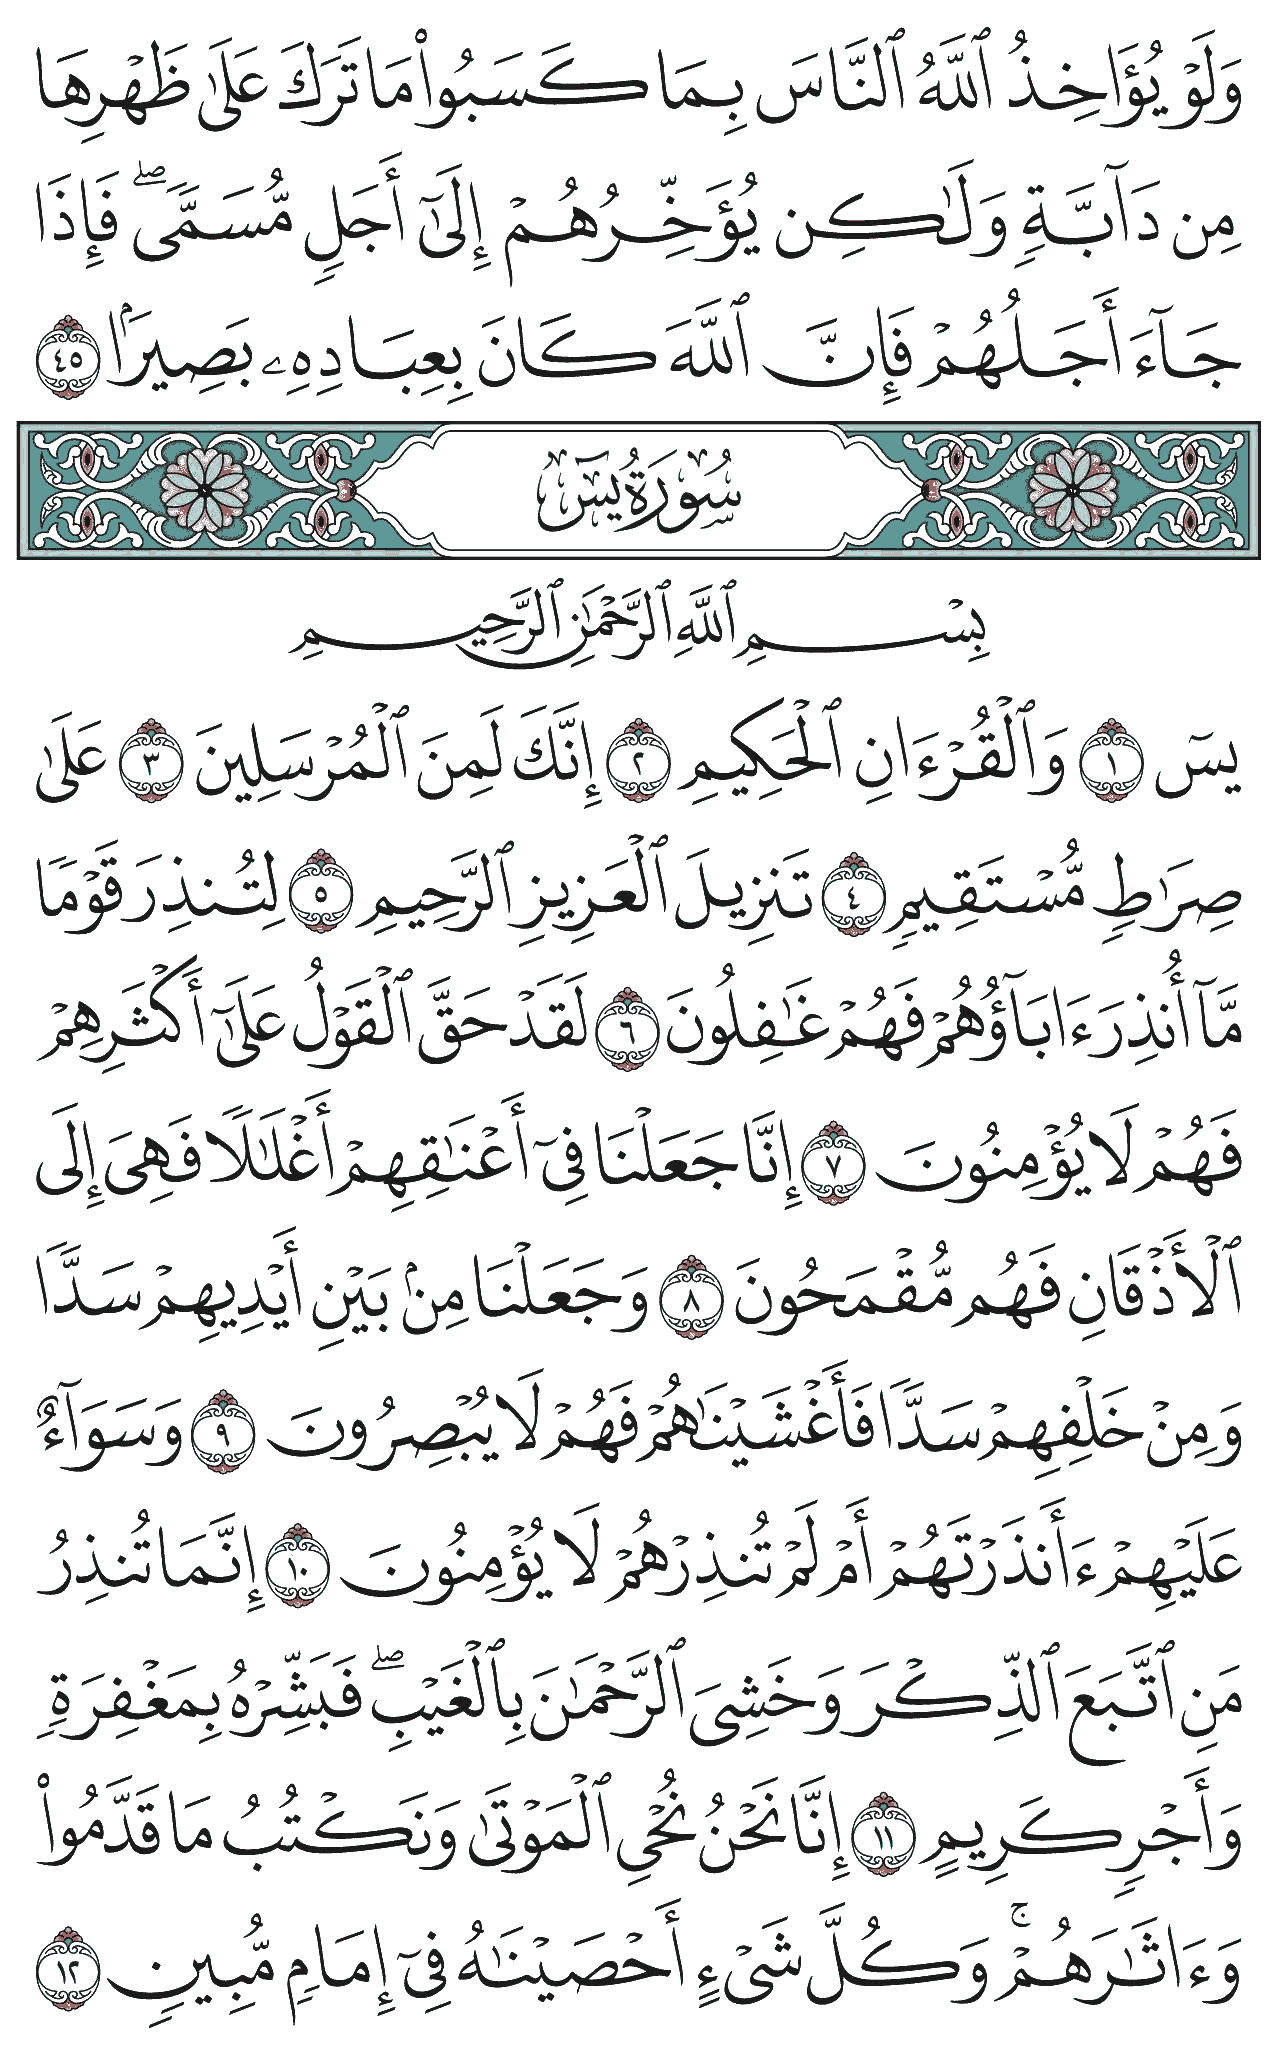 وَلَوْ يُؤَاخِذُ ٱللَّهُ ٱلنَّاسَ بِمَا كَسَبُوا۟ مَا تَرَكَ عَلَىٰ ظَهْرِهَا
مِن دَآبَّةٍ وَلَـٰكِن يُؤَخِّرُهُمْ إِلَىٰٓ أَجَلٍ مُّسَمًّى ۖ فَإِذَا
جَآءَ أَجَلُهُمْ فَإِنَّ ٱللَّهَ كَانَ بِعِبَادِهِۦ بَصِيرًۢا ٤٥
سُورَةُ يسٓ
بِسْمِ ٱللَّهِ ٱلرَّحْمَـٰنِ ٱلرَّحِيمِ
يسٓ ١ وَٱلْقُرْءَانِ ٱلْحَكِيمِ ٢ إِنَّكَ لَمِنَ ٱلْمُرْسَلِينَ ٣ عَلَىٰ
صِرَٰطٍ مُّسْتَقِيمٍ ٤ تَنزِيلَ ٱلْعَزِيزِ ٱلرَّحِيمِ ٥ لِتُنذِرَ قَوْمًا
مَّآ أُنذِرَ ءَابَآؤُهُمْ فَهُمْ غَـٰفِلُونَ ٦ لَقَدْ حَقَّ ٱلْقَوْلُ عَلَىٰٓ أَكْثَرِهِمْ
فَهُمْ لَا يُؤْمِنُونَ ٧ إِنَّا جَعَلْنَا فِىٓ أَعْنَـٰقِهِمْ أَغْلَـٰلًا فَهِىَ إِلَى
ٱلْأَذْقَانِ فَهُم مُّقْمَحُونَ ٨ وَجَعَلْنَا مِنۢ بَيْنِ أَيْدِيهِمْ سَدًّا
وَمِنْ خَلْفِهِمْ سَدًّا فَأَغْشَيْنَـٰهُمْ فَهُمْ لَا يُبْصِرُونَ ٩ وَسَوَآءٌ
عَلَيْهِمْ ءَأَنذَرْتَهُمْ أَمْ لَمْ تُنذِرْهُمْ لَا يُؤْمِنُونَ ١٠ إِنَّمَا تُنذِرُ
مَنِ ٱتَّبَعَ ٱلذِّكْرَ وَخَشِىَ ٱلرَّحْمَـٰنَ بِٱلْغَيْبِ ۖ فَبَشِّرْهُ بِمَغْفِرَةٍ
وَأَجْرٍ كَرِيمٍ ١١ إِنَّا نَحْنُ نُحْىِ ٱلْمَوْتَىٰ وَنَكْتُبُ مَا قَدَّمُوا۟
وَءَاثَـٰرَهُمْ ۚ وَكُلَّ شَىْءٍ أَحْصَيْنَـٰهُ فِىٓ إِمَامٍ مُّبِينٍ ١٢